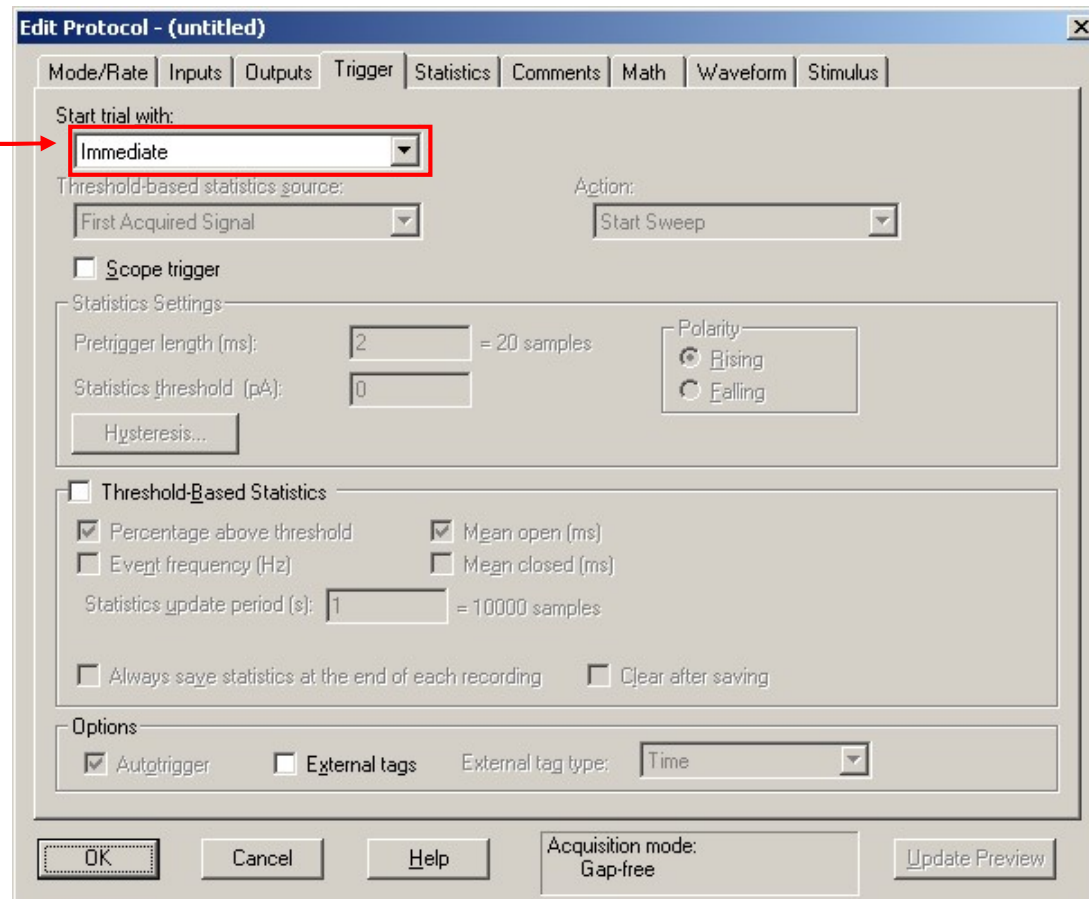 Edit Protocol - (untitled)
Mode/Rate Inputs Outputs Trigger Statistics Comments Math Waveform Stimulus
Start trial with:
Immediate
Threshold-based statistics source: Action:
First Acquired Signal Start Sweep
Scope trigger
Statistics Settings
Pretrigger length (ms): 2 = 20 samples Polarity
Rising
Statistics threshold (pA): 0 Falling
Hysteresis...
Threshold-Based Statistics
Percentage above threshold Mean open (ms)
Event frequency (Hz) Mean closed (ms)
Statistics update period (s): 1 = 10000 samples
Always save statistics at the end of each recording Clear after saving
Options
Autotrigger External tags External tag type: Time
OK Cancel Help Acquisition mode: Update Preview
Gap-free